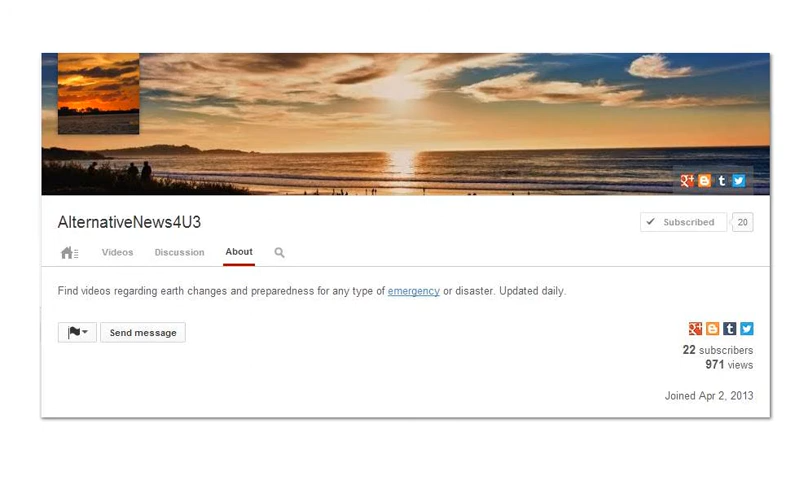 AlternativeNews4U3
Subscribed 20
Videos Discussion About
Find videos regarding earth changes and preparedness for any type of emergency or disaster. Updated daily.
Send message
22 subscribers
971 views
Joined Apr 2, 2013